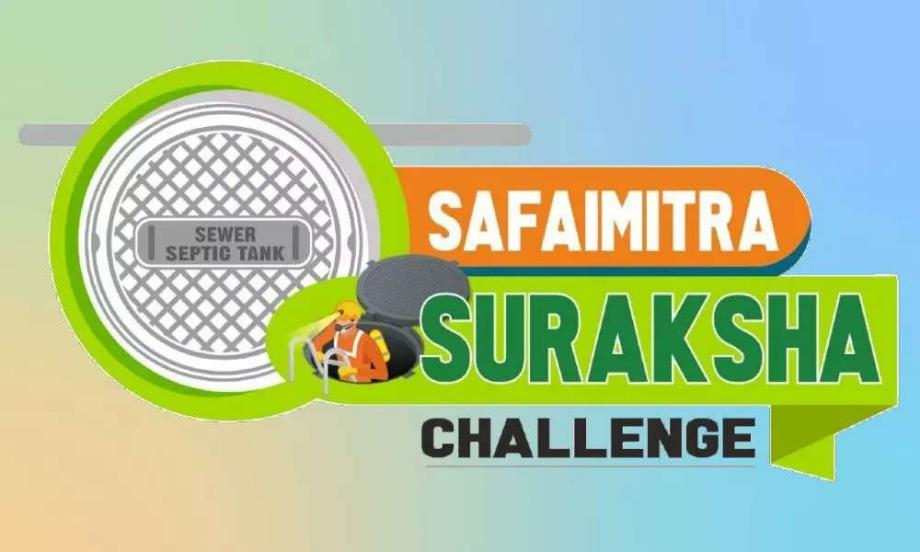 SEWER
SEPTIC TANK
SAFAIMITRA
SURAKSHA
CHALLENGE